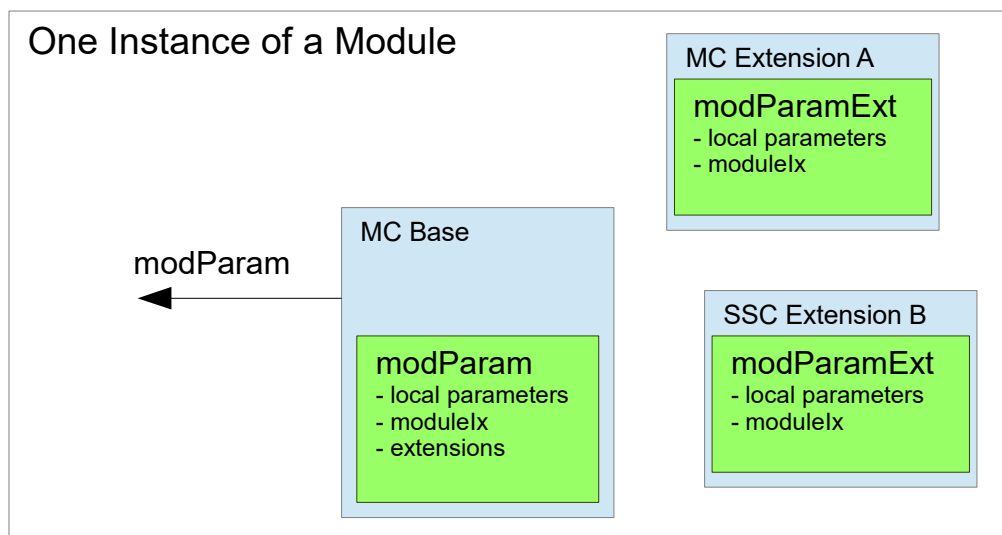 One Instance of a Module
MC Extension A
modParamExt
- local parameters
- moduleIx
MC Base
modParam
modParam
- local parameters
- moduleIx
- extensions
SSC Extension B
modParamExt
- local parameters
- moduleIx